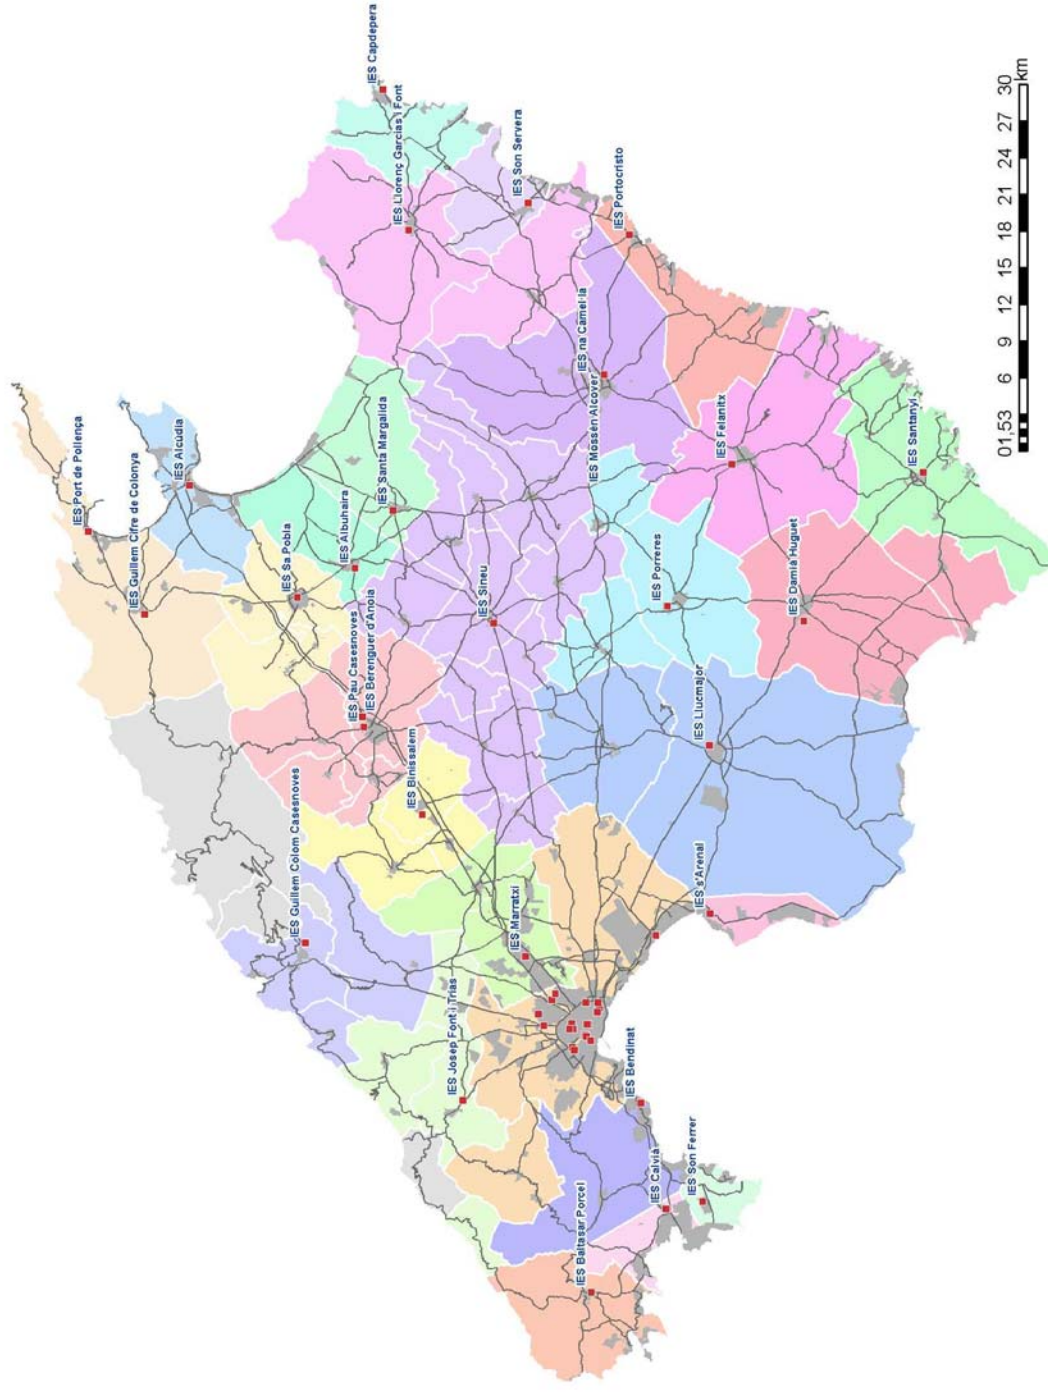 IES Port de Pollença
IES Guillem Cifre de Colonya
IES Alcúdia
IES Capdepera
IES Llorenç Garcías i Font
IES Sa Pobla
IES Albuhaira
IES Santa Margalida
IES Pau Casesnoves
IES Berenguer d'Anoia
IES Guillem Colom Casesnoves
IES Binissalem
IES Sineu
IES Son Servera
IES Portocristo
IES na Camel·la
IES Mossèn Alcover
IES Josep Font i Trias
IES Marratxí
IES Porreres
IES Felanitx
IES Llucmajor
IES Damià Huguet
IES s'Arenal
IES Bendinat
IES Calvià
IES Son Ferrer
IES Baltasar Porcel
IES Santanyí
0 1,5 3 6 9 12 15 18 21 24 27 30
km